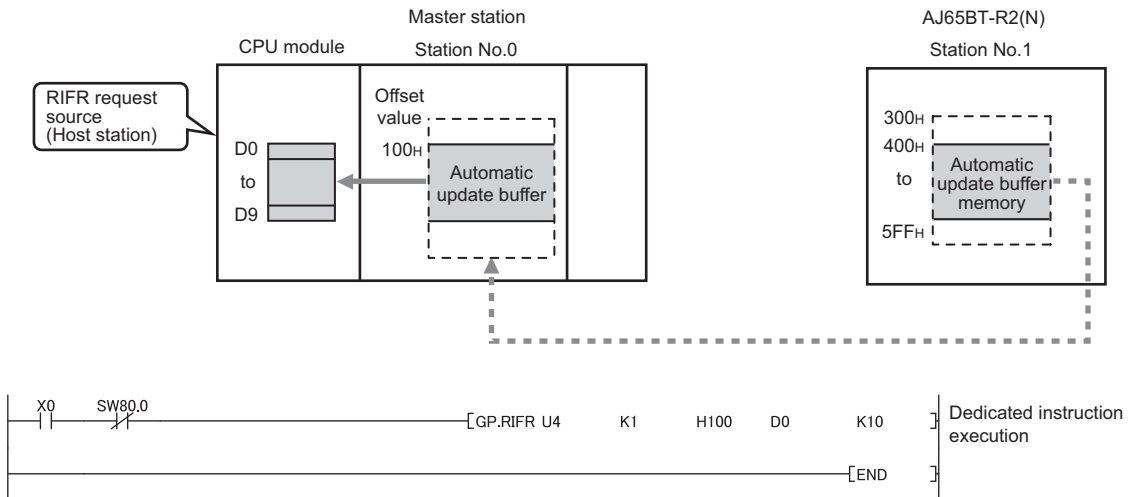 Master station
AJ65BT-R2(N)
CPU module
Station No.0
Station No.1
RIFR request
source
(Host station)
Offset
value
100H
D0
to
D9
Automatic
update buffer
300H
400H
to
5FFH
Automatic
update buffer
memory
X0 SW80.0 GP.RIFR U4 K1 H100 D0 K10
Dedicated instruction
execution
END